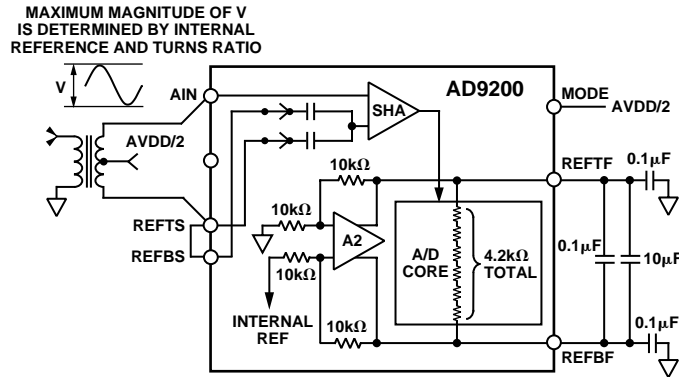 MAXIMUM MAGNITUDE OF V
IS DETERMINED BY INTERNAL
REFERENCE AND TURNS RATIO
V
AIN
AVDD/2
SHA
AD9200
MODE
AVDD/2
REFTS
REFBS
10kΩ
10kΩ
A2
10kΩ
10kΩ
INTERNAL
REF
A/D
CORE
4.2kΩ
TOTAL
REFTF
0.1µF
0.1µF
10µF
0.1µF
REFBF